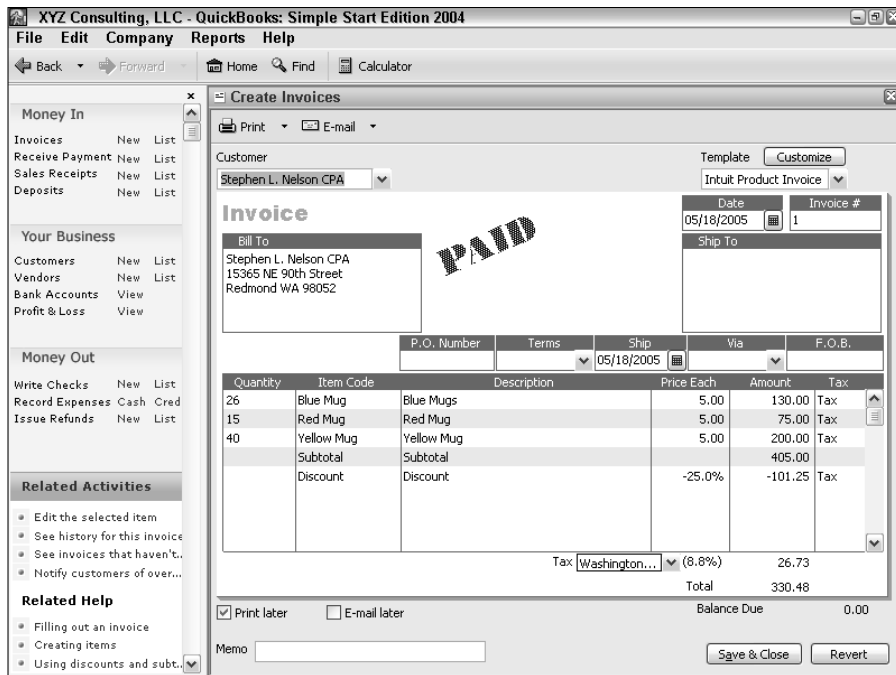 XYZ Consulting, LLC - QuickBooks: Simple Start Edition 2004
File Edit Company Reports Help
Back Forward Home Find Calculator
Money In
Invoices New List
Receive Payment New List
Sales Receipts New List
Deposits New List
Your Business
Customers New List
Vendors New List
Bank Accounts View
Profit & Loss View
Money Out
Write Checks New List
Record Expenses Cash Cred
Issue Refunds New List
Related Activities
Edit the selected item
See history for this invoice
See invoices that haven't..
Notify customers of over...
Related Help
Filling out an invoice
Creating items
Using discounts and subt..
Create Invoices
Print E-mail
Customer Template Customize
Stephen L. Nelson CPA Intuit Product Invoice
Invoice
PAID
Date Invoice #
05/18/2005 1
Bill To Ship To
Stephen L. Nelson CPA
15365 NE 90th Street
Redmond WA 98052
P.O. Number Terms Ship Via F.O.B.
05/18/2005
Quantity Item Code Description Price Each Amount Tax
26 Blue Mug Blue Mugs 5.00 130.00 Tax
15 Red Mug Red Mug 5.00 75.00 Tax
40 Yellow Mug Yellow Mug 5.00 200.00 Tax
Subtotal Subtotal 405.00
Discount Discount -25.0% -101.25 Tax
Tax Washington... (8.8%) 26.73
Total 330.48
Print later E-mail later Balance Due 0.00
Memo Save & Close Revert